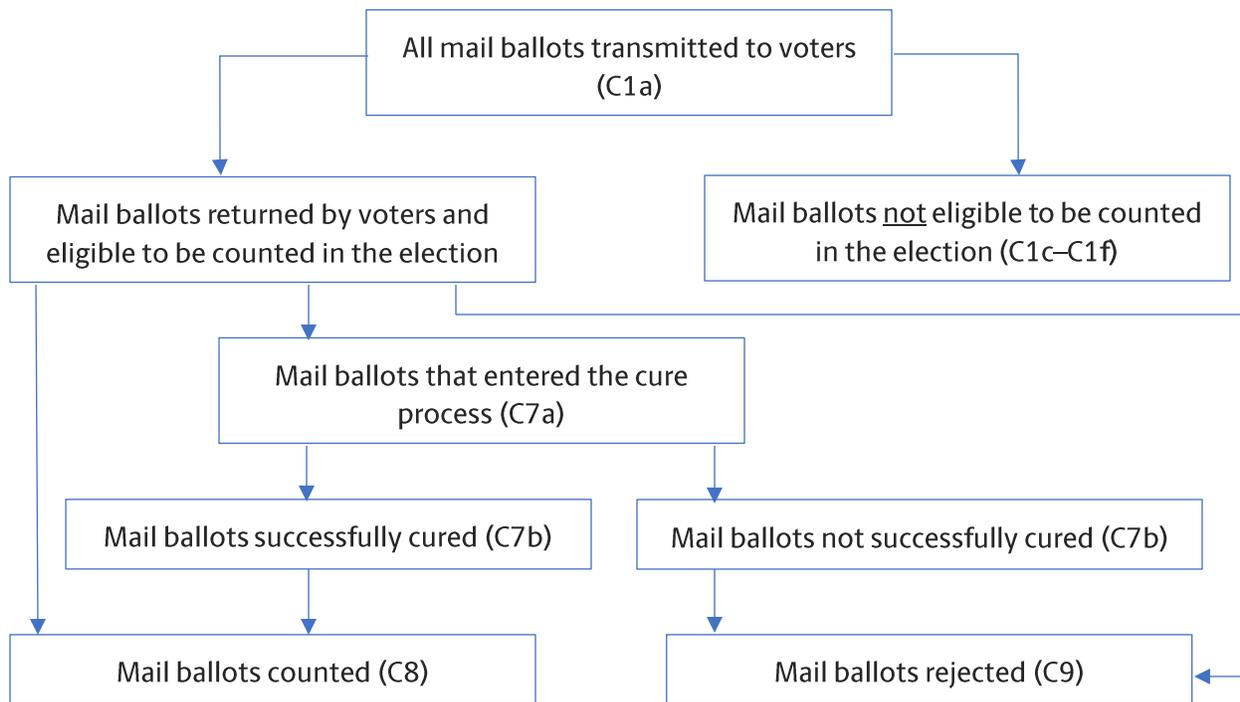 All mail ballots transmitted to voters
(C1a)
Mail ballots returned by voters and
eligible to be counted in the election
Mail ballots not eligible to be counted
in the election (C1c–C1f)
Mail ballots that entered the cure
process (C7a)
Mail ballots successfully cured (C7b)
Mail ballots not successfully cured (C7b)
Mail ballots counted (C8)
Mail ballots rejected (C9)